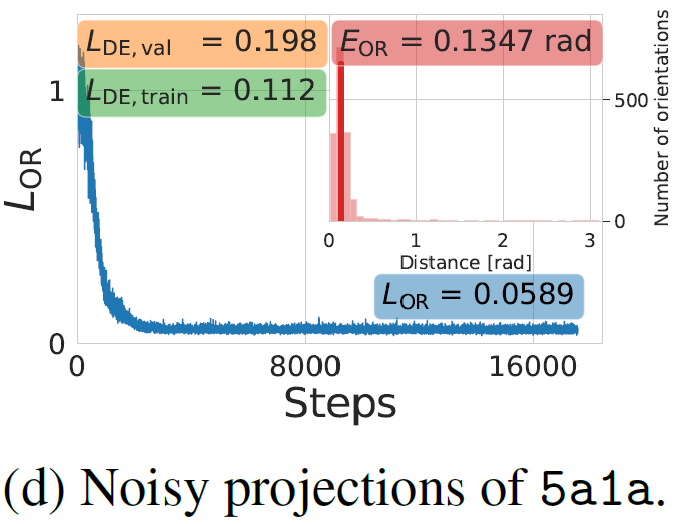 L_DE, val = 0.198
E_OR = 0.1347 rad
L_DE, train = 0.112
1
500
Number of orientations
L_OR
0
0
1
2
3
Distance [rad]
L_OR = 0.0589
0
0
8000
16000
Steps
(d) Noisy projections of 5a1a.